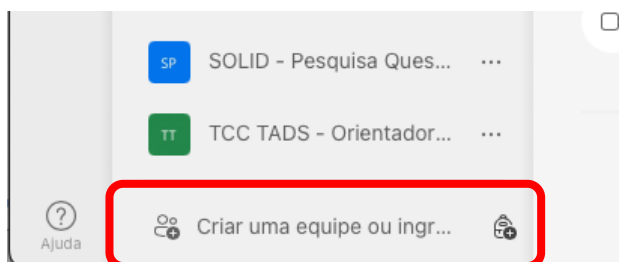 SP SOLID - Pesquisa Ques... ...
TT TCC TADS - Orientador... ...
Ajuda
Criar uma equipe ou ingr...